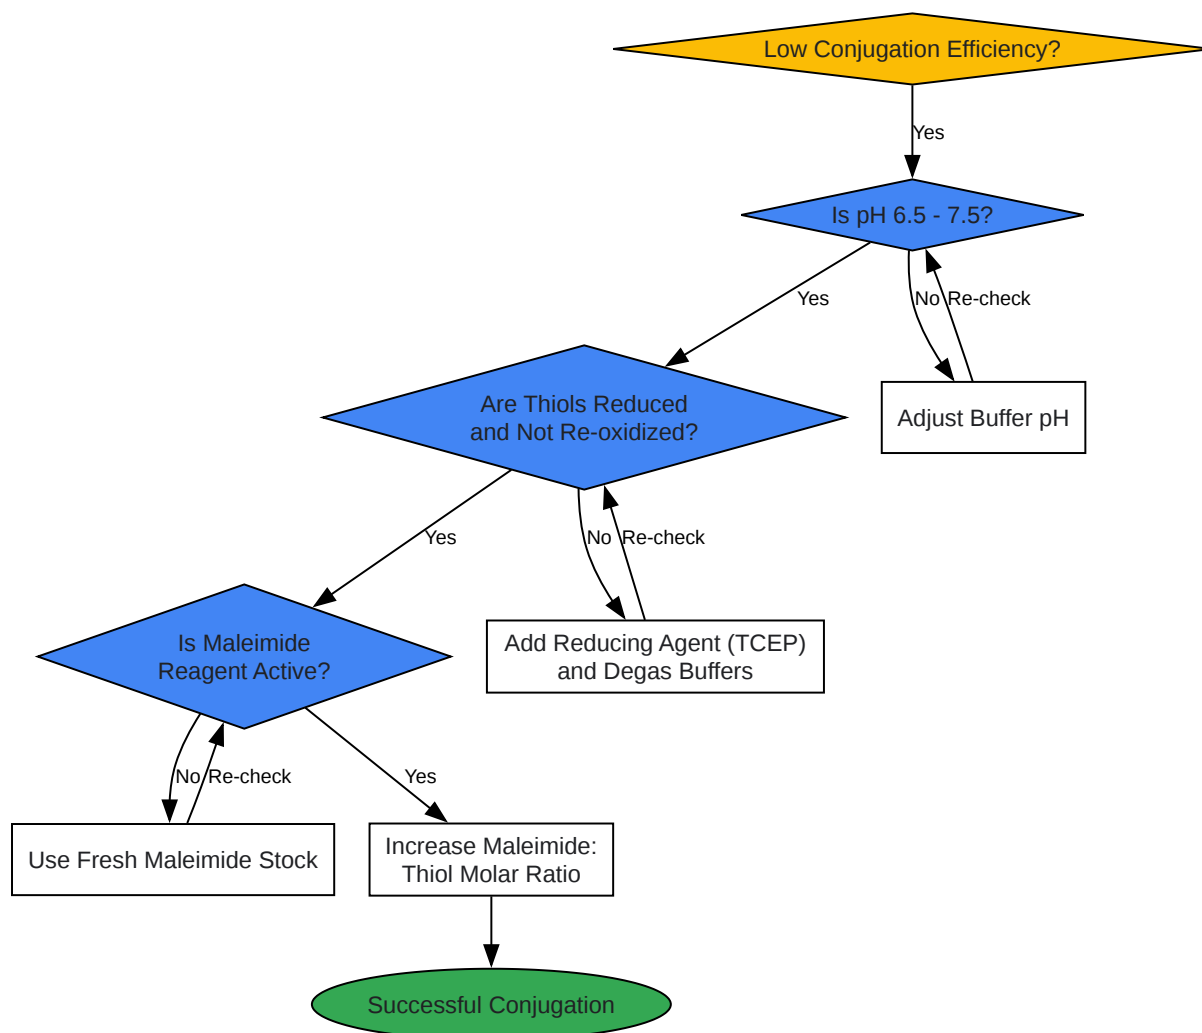 Low Conjugation Efficiency?
Yes
Is pH 6.5 - 7.5?
Yes
No
Re-check
Adjust Buffer pH
Are Thiols Reduced
and Not Re-oxidized?
Yes
No
Re-check
Add Reducing Agent (TCEP)
and Degas Buffers
Is Maleimide
Reagent Active?
No
Re-check
Yes
Use Fresh Maleimide Stock
Increase Maleimide:
Thiol Molar Ratio
Successful Conjugation